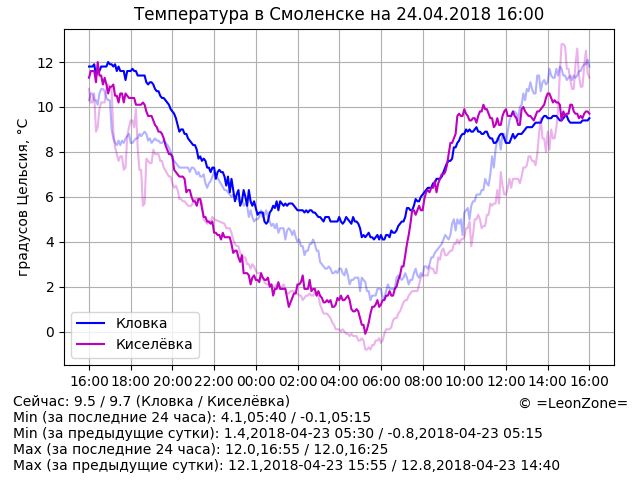 Температура в Смоленске на 24.04.2018 16:00
градусов Цельсия, °C
12
10
8
6
4
2
0
Кловка
Киселёвка
16:00 18:00 20:00 22:00 00:00 02:00 04:00 06:00 08:00 10:00 12:00 14:00 16:00
Сейчас: 9.5 / 9.7 (Кловка / Киселёвка)
© =LeonZone=
Min (за последние 24 часа): 4.1,05:40 / -0.1,05:15
Min (за предыдущие сутки): 1.4,2018-04-23 05:30 / -0.8,2018-04-23 05:15
Max (за последние 24 часа): 12.0,16:55 / 12.0,16:25
Max (за предыдущие сутки): 12.1,2018-04-23 15:55 / 12.8,2018-04-23 14:40